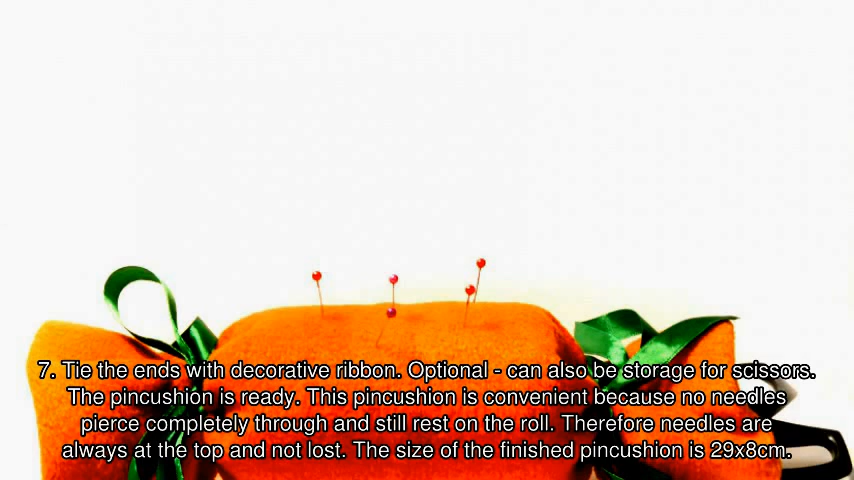 7. Tie the ends with decorative ribbon. Optional - can also be storage for scissors.
The pincushion is ready. This pincushion is convenient because no needles
pierce completely through and still rest on the roll. Therefore needles are
always at the top and not lost. The size of the finished pincushion is 29x8cm.